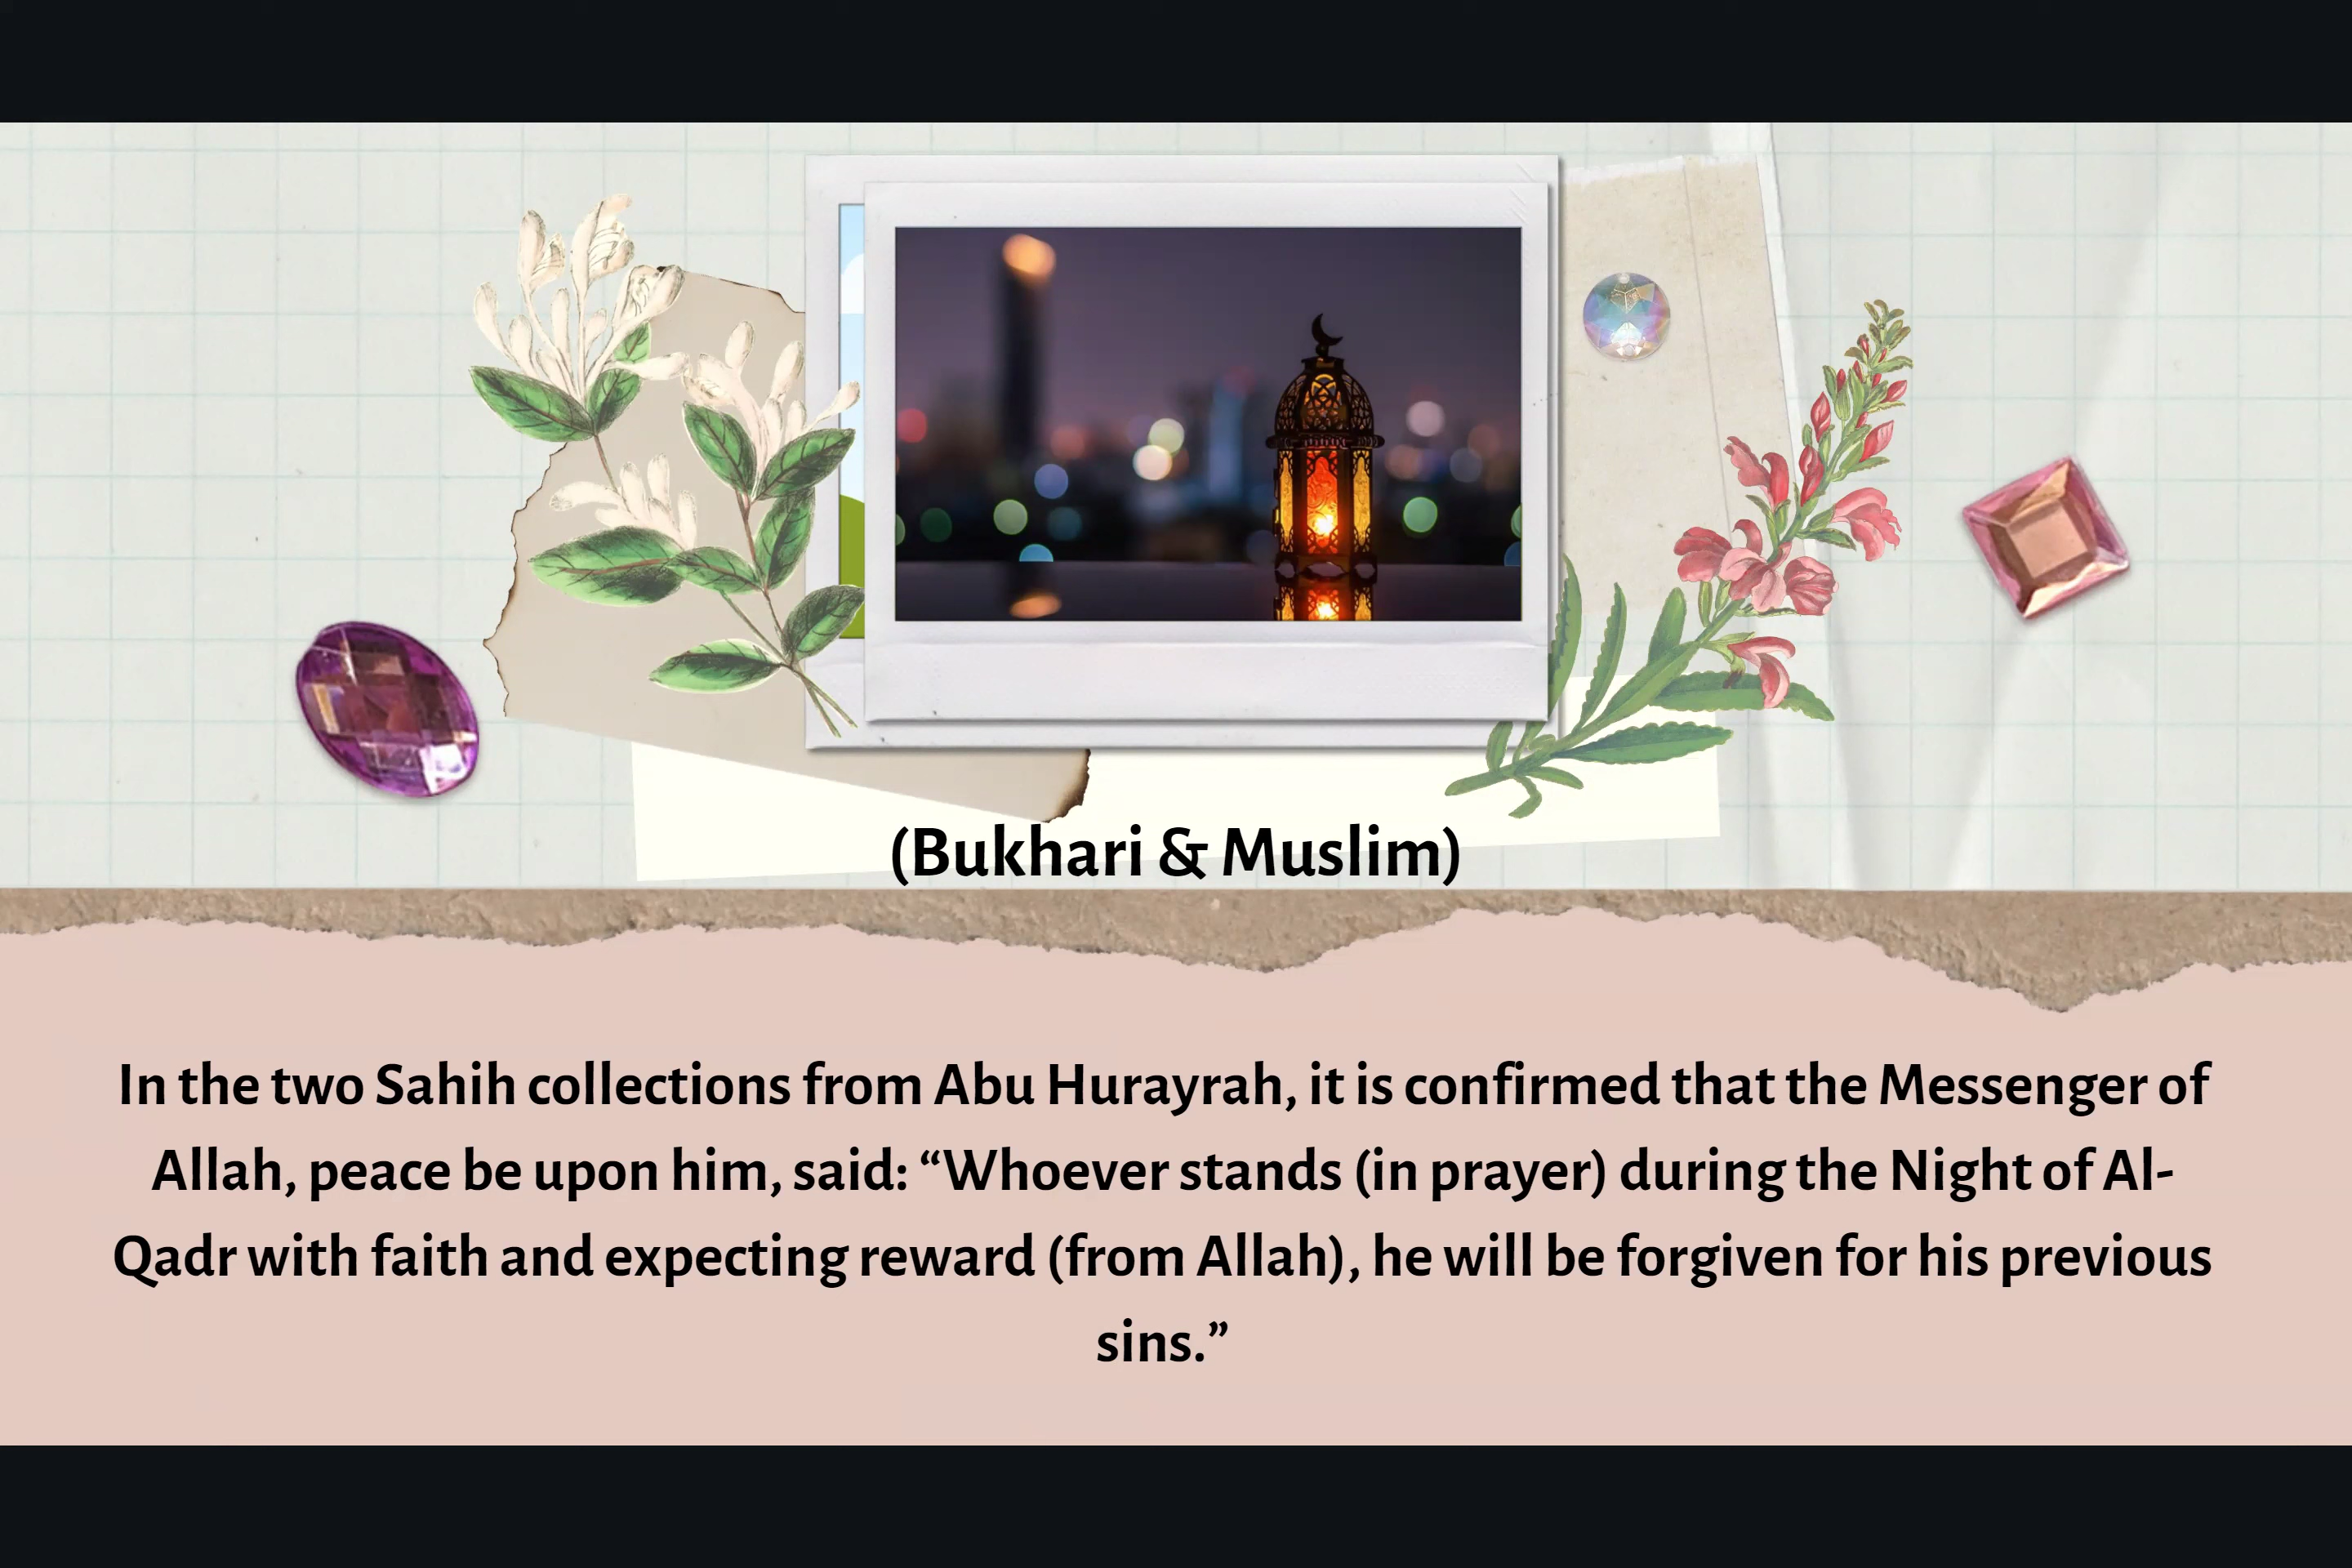 (Bukhari & Muslim)
In the two Sahih collections from Abu Hurayrah, it is confirmed that the Messenger of
Allah, peace be upon him, said: “Whoever stands (in prayer) during the Night of Al-
Qadr with faith and expecting reward (from Allah), he will be forgiven for his previous
sins.”